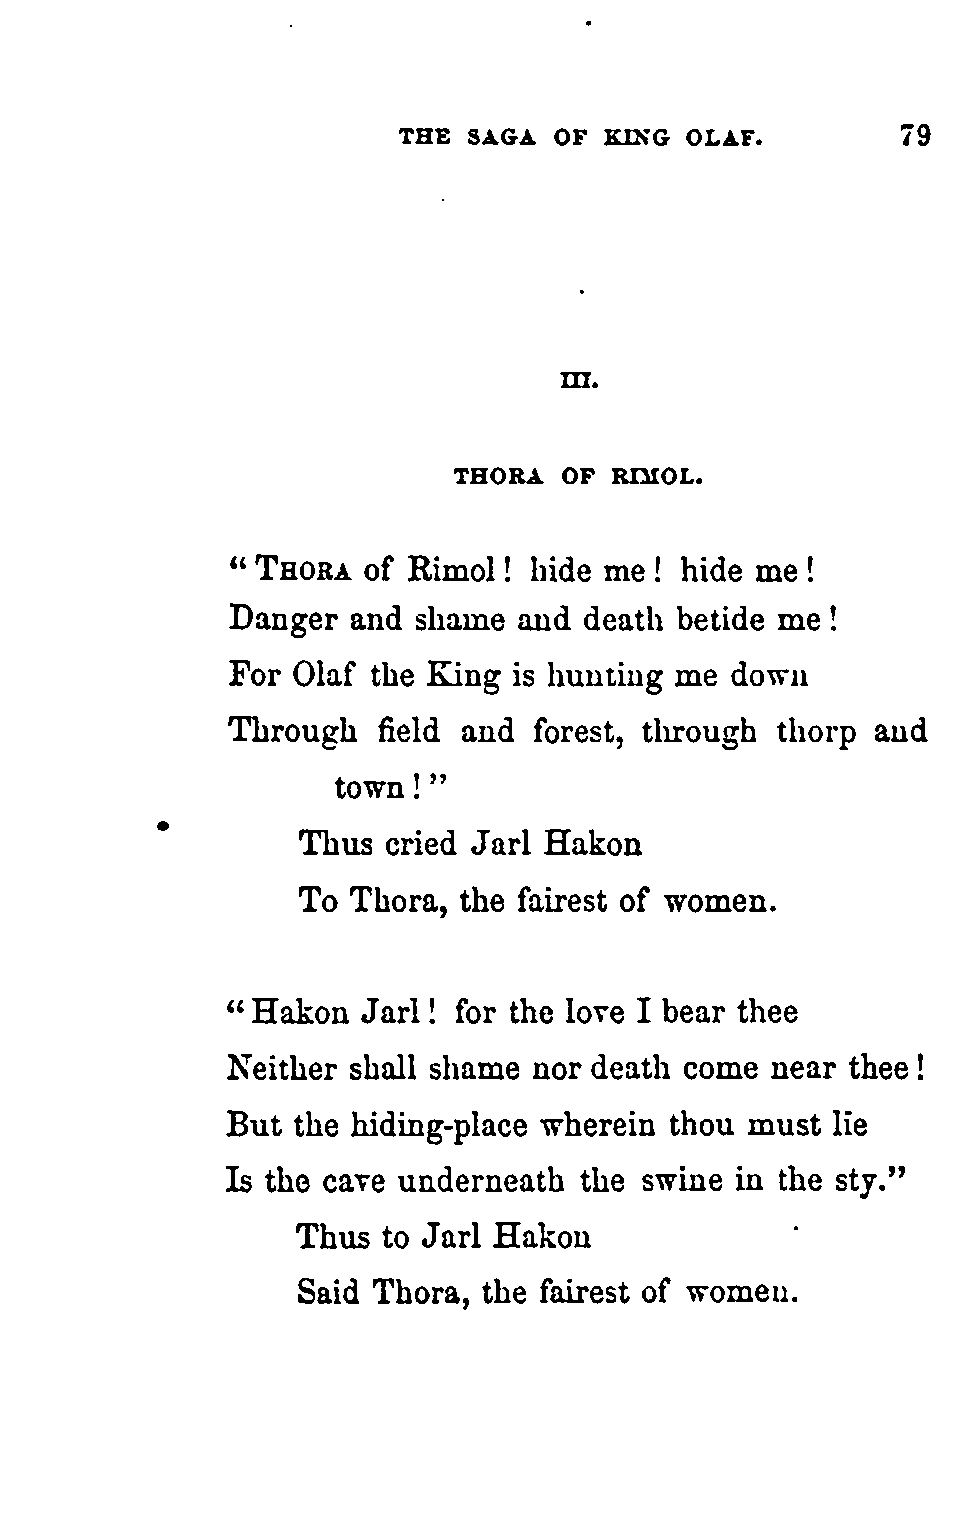 THE SAGA OF KING OLAF. 79
III.
THORA OF RIMOL.
“THORA of Rimol! hide me! hide me!
Danger and shame and death betide me!
For Olaf the King is hunting me down
Through field and forest, through thorp and
town!”
Thus cried Jarl Hakon
To Thora, the fairest of women.
“Hakon Jarl! for the love I bear thee
Neither shall shame nor death come near thee!
But the hiding-place wherein thou must lie
Is the cave underneath the swine in the sty.”
Thus to Jarl Hakon
Said Thora, the fairest of women.